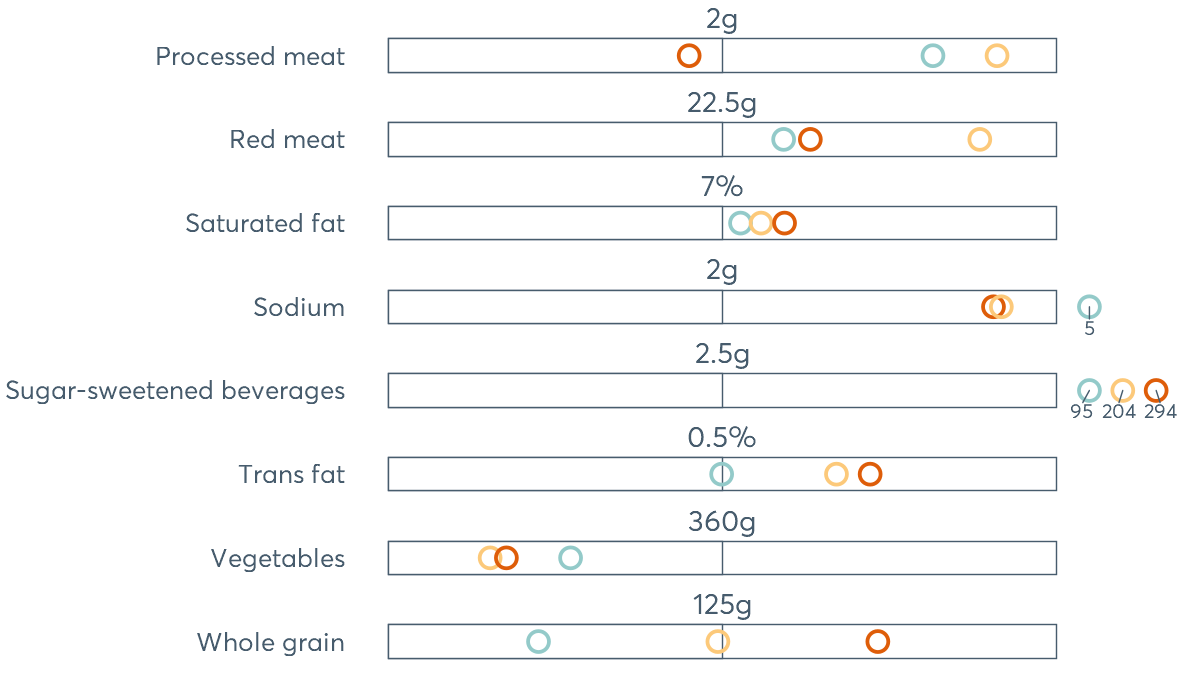 2g
Processed meat
22.5g
Red meat
7%
Saturated fat
2g
Sodium
5
2.5g
Sugar-sweetened beverages
95 204 294
0.5%
Trans fat
360g
Vegetables
125g
Whole grain